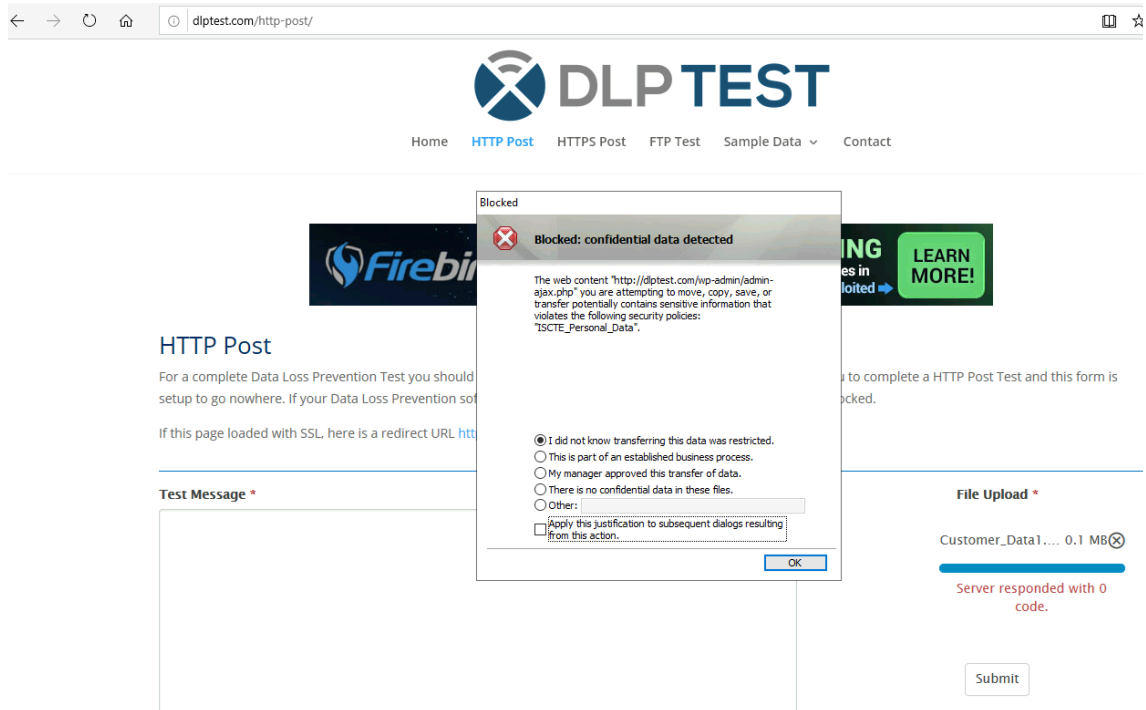 dlptest.com/http-post/
DLP TEST
Home HTTP Post HTTPS Post FTP Test Sample Data Contact
Blocked
Blocked: confidential data detected
The web content "http://dlptest.com/wp-admin/admin-
ajax.php" you are attempting to move, copy, save, or
transfer potentially contains sensitive information that
violates the following security policies:
"ISCTE_Personal_Data".
LEARN
MORE!
es in
HTTP Post
For a complete Data Loss Prevention Test you should
to complete a HTTP Post Test and this form is
setup to go nowhere. If your Data Loss Prevention
If this page loaded with SSL, here is a redirect URL
I did not know transferring this data was restricted.
This is part of an established business process.
My manager approved this transfer of data.
There is no confidential data in these files.
Other:
Apply this justification to subsequent dialogs resulting
from this action.
OK
Test Message *
File Upload *
Customer_Data1.... 0.1 MB
Server responded with 0
code.
Submit